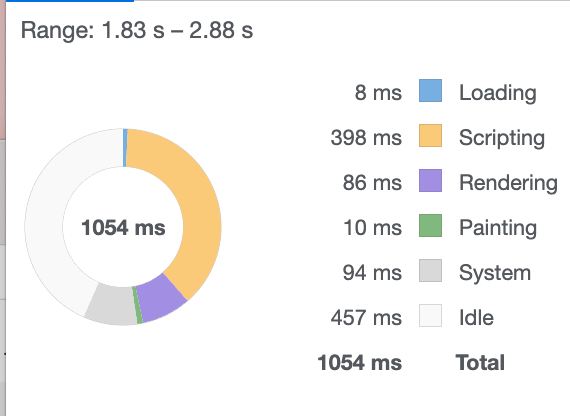 Range: 1.83 s – 2.88 s
8 ms Loading
398 ms Scripting
86 ms Rendering
1054 ms
10 ms Painting
94 ms System
457 ms Idle
1054 ms Total